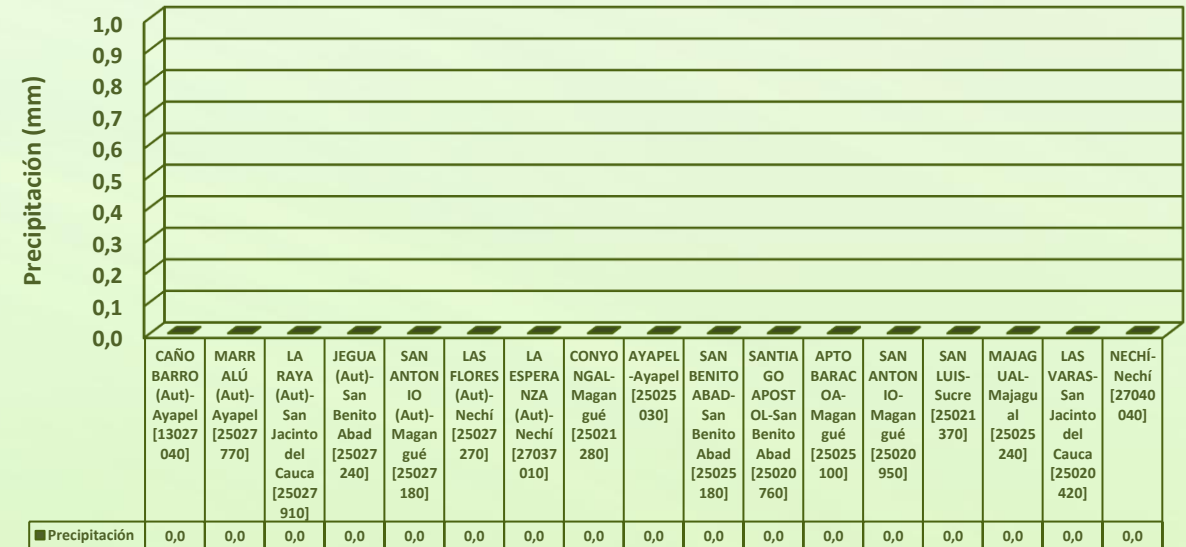 Precipitación (mm)
1,0
0,9
0,8
0,7
0,6
0,5
0,4
0,3
0,2
0,1
0,0
CAÑO
BARRO
(Aut)-
Ayapel
[13027
040]
MARR
ALÚ
(Aut)-
Ayapel
[25027
770]
LA
RAYA
(Aut)-
San
Jacinto
del
Cauca
[25027
910]
JEGUA
(Aut)-
San
Benito
Abad
[25027
240]
SAN
ANTON
IO
(Aut)-
Magan
gué
[25027
180]
LAS
FLORES
(Aut)-
Nechí
[25027
270]
LA
ESPERA
NZA
(Aut)-
Nechí
[27037
010]
CONYO
NGAL-
Magan
gué
[25021
280]
AYAPEL
-Ayapel
[25025
030]
SAN
BENITO
ABAD-
San
Benito
Abad
[25025
180]
SANTIA
GO
APOST
OL-San
Benito
Abad
[25020
760]
APTO
BARAC
OA-
Magan
gué
[25025
100]
SAN
ANTON
IO-
Magan
gué
[25020
950]
SAN
LUIS-
Sucre
[25021
370]
MAJAG
UAL-
Majagu
al
[25025
240]
LAS
VARAS-
San
Jacinto
del
Cauca
[25020
420]
NECHÍ-
Nechí
[27040
040]
Precipitación 0,0 0,0 0,0 0,0 0,0 0,0 0,0 0,0 0,0 0,0 0,0 0,0 0,0 0,0 0,0 0,0 0,0